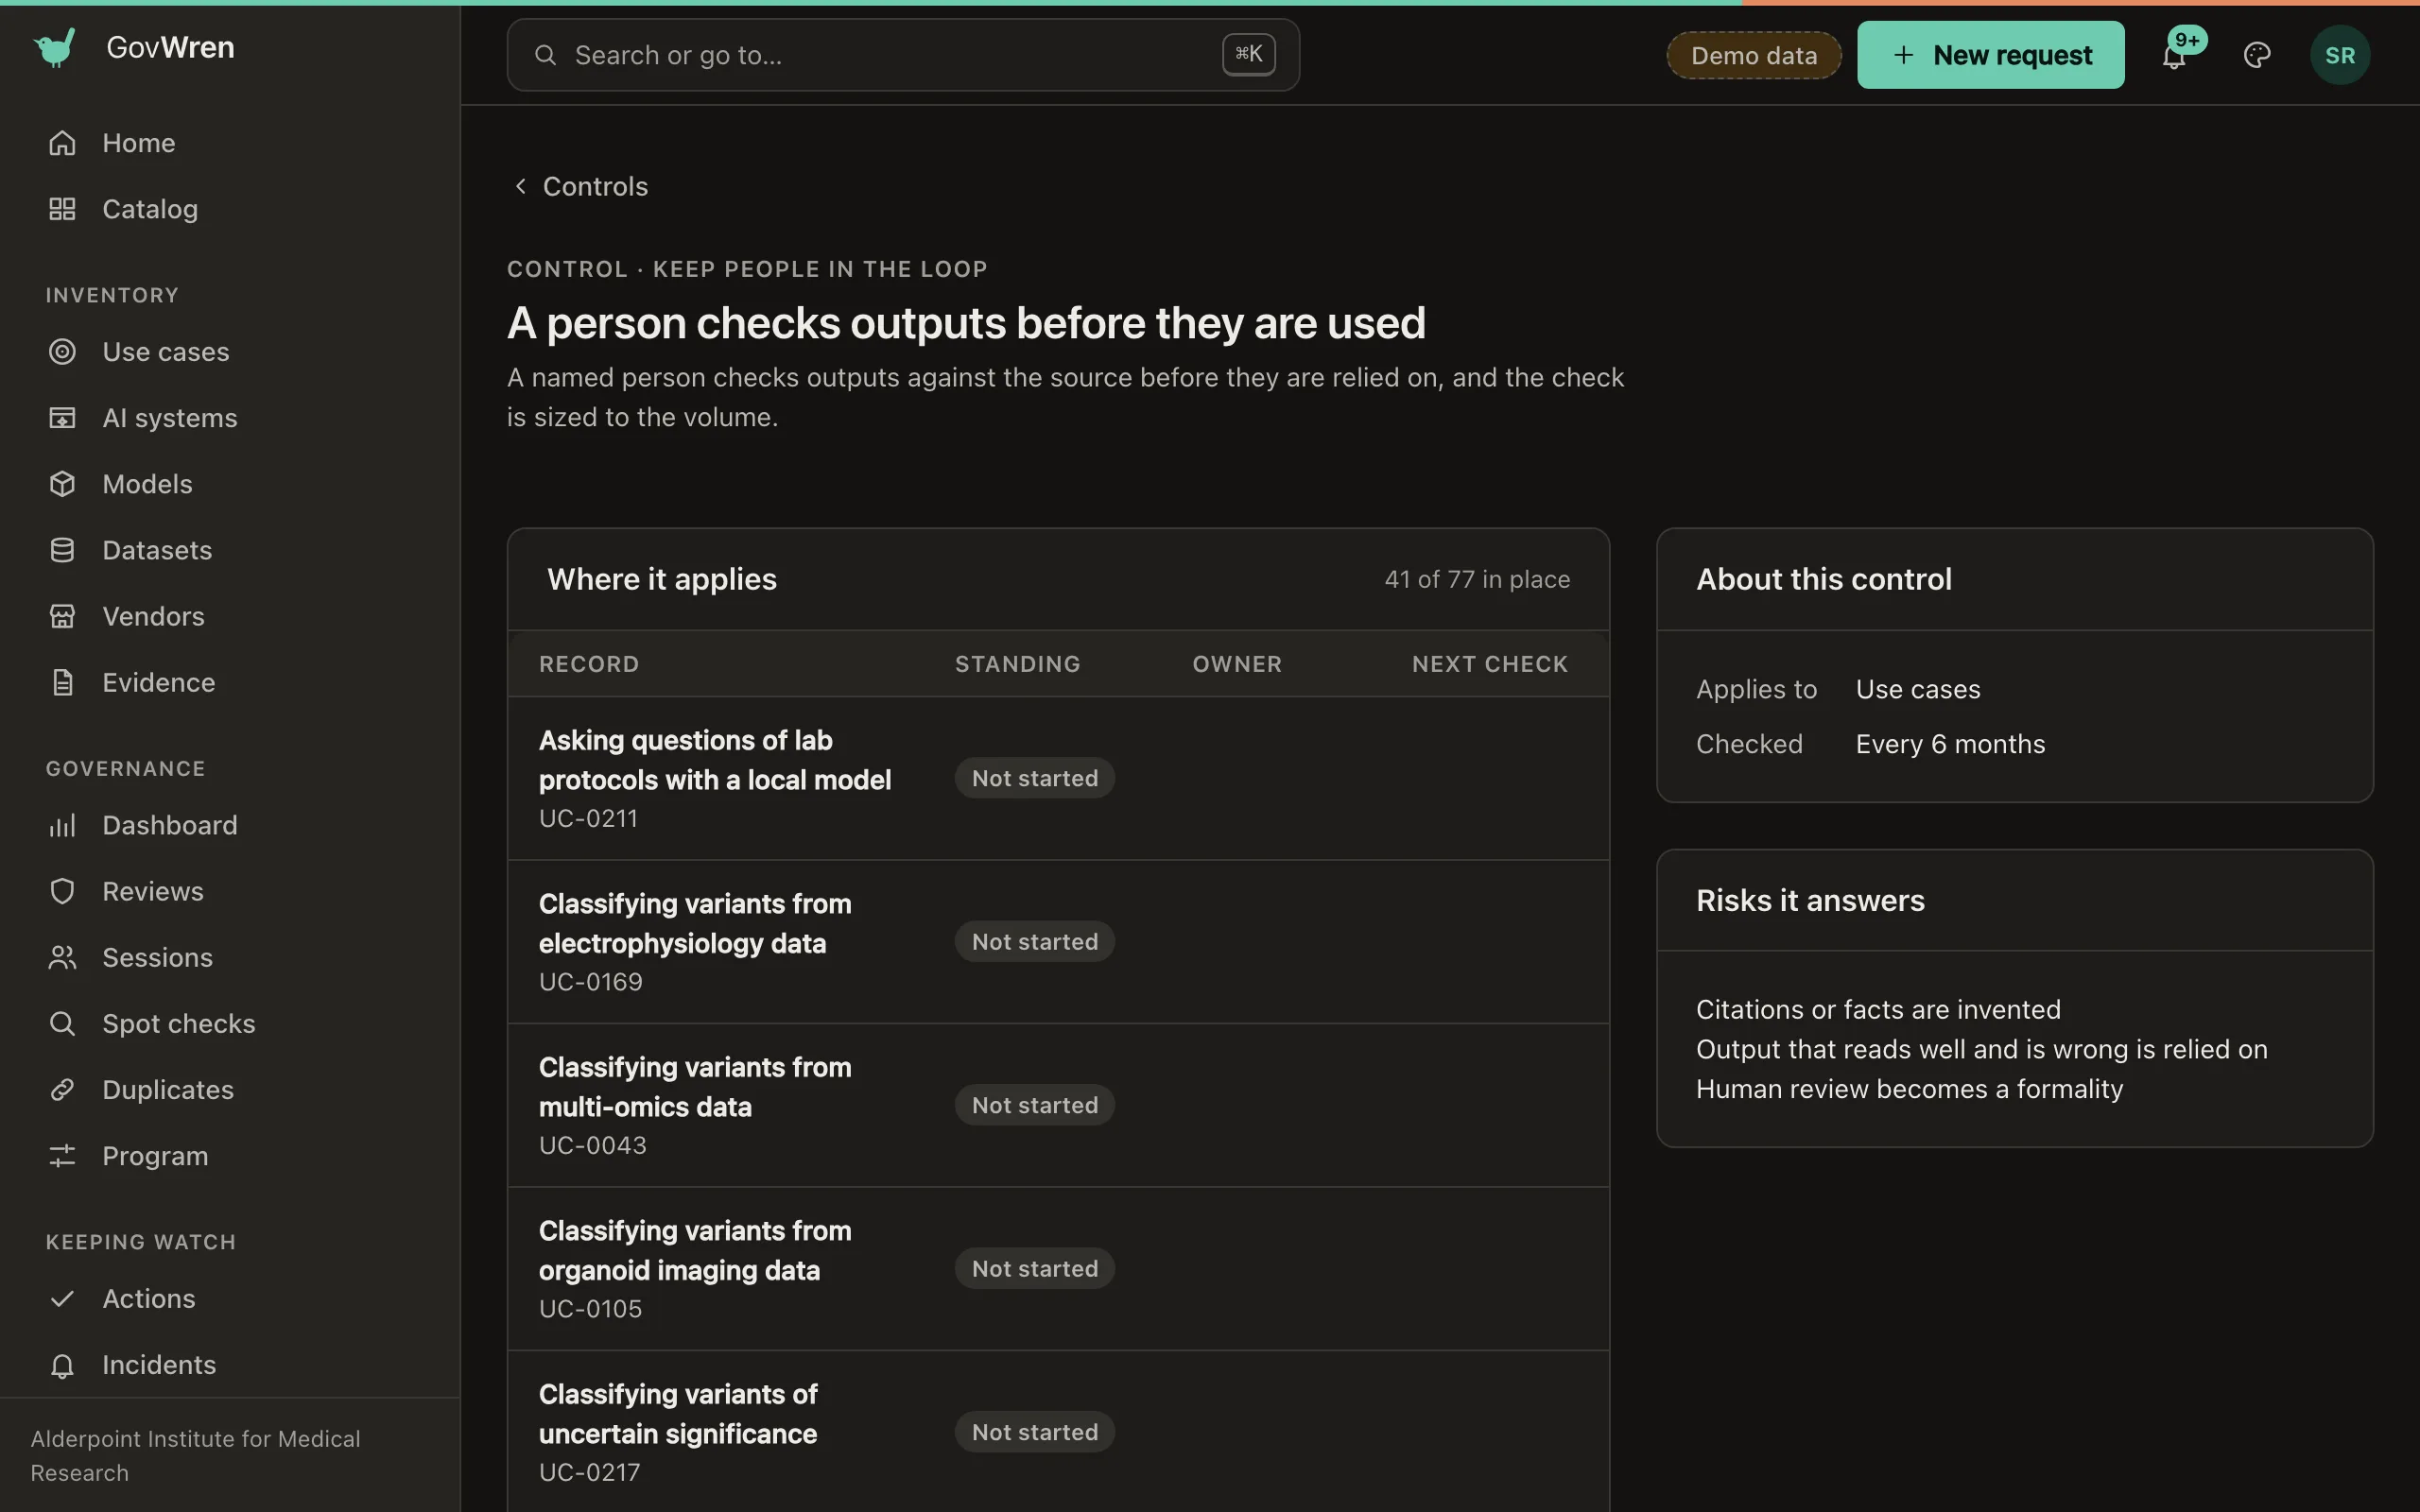 GovWren
Search or go to...
⌘K
Demo data
+ New request
9+
SR
Home
Catalog
INVENTORY
Use cases
AI systems
Models
Datasets
Vendors
Evidence
GOVERNANCE
Dashboard
Reviews
Sessions
Spot checks
Duplicates
Program
KEEPING WATCH
Actions
Incidents
Alderpoint Institute for Medical
Research
Controls
CONTROL · KEEP PEOPLE IN THE LOOP
A person checks outputs before they are used
A named person checks outputs against the source before they are relied on, and the check
is sized to the volume.
Where it applies
41 of 77 in place
RECORD STANDING OWNER NEXT CHECK
Asking questions of lab
protocols with a local model
UC-0211
Not started
Classifying variants from
electrophysiology data
UC-0169
Not started
Classifying variants from
multi-omics data
UC-0043
Not started
Classifying variants from
organoid imaging data
UC-0105
Not started
Classifying variants of
uncertain significance
UC-0217
Not started
About this control
Applies to Use cases
Checked Every 6 months
Risks it answers
Citations or facts are invented
Output that reads well and is wrong is relied on
Human review becomes a formality